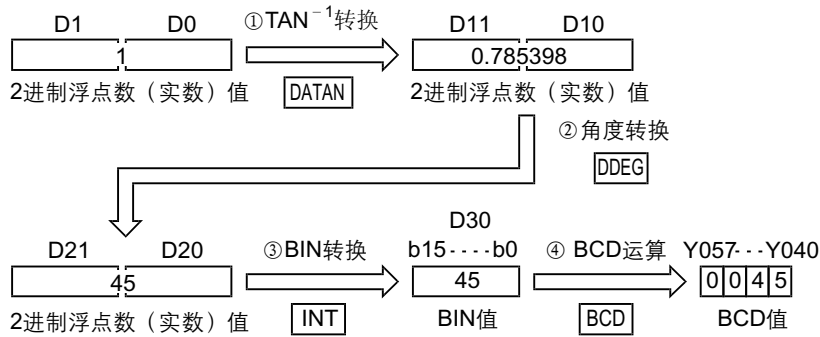 D1 D0 ①TAN⁻¹转换 D11 D10
1 0.785398
2进制浮点数（实数）值 DATAN 2进制浮点数（实数）值
②角度转换
DDEG
D30
D21 D20 ③BIN转换 b15----b0 ④ BCD运算 Y057---Y040
45 45 0 0 4 5
2进制浮点数（实数）值 INT BIN值 BCD BCD值